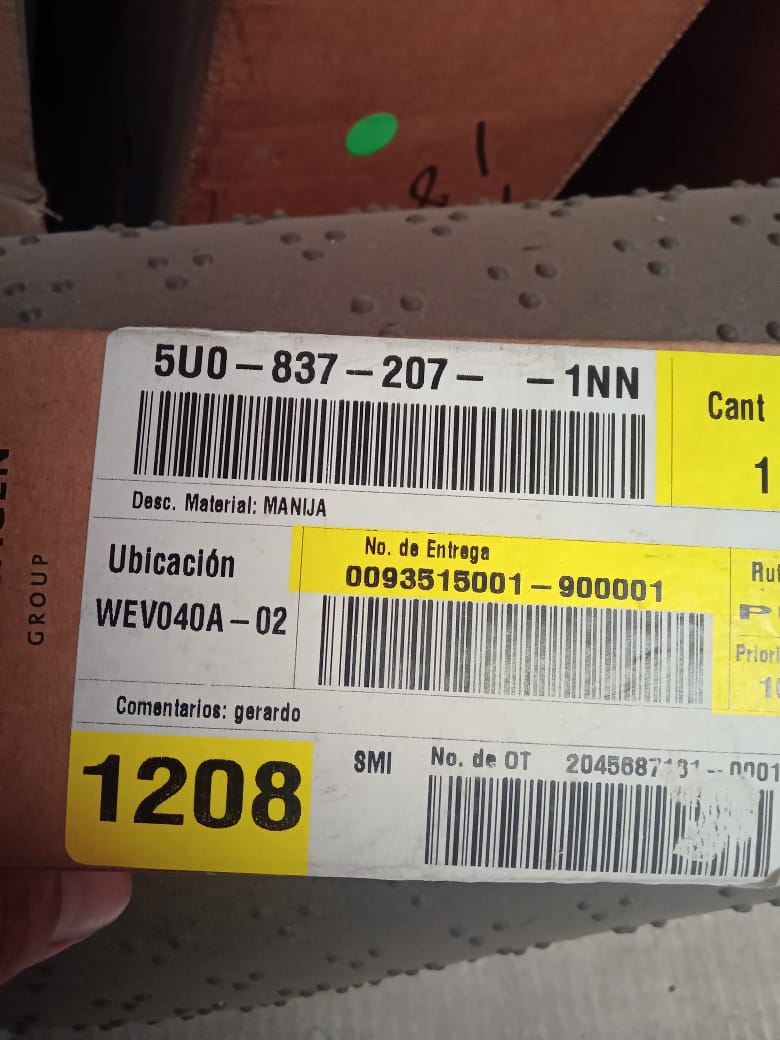 5U0-837-207- -1NN
Cant
1
Desc. Material: MANIJA
Ubicación
WEV040A-02
No. de Entrega
0093515001-900001
Comentarios: gerardo
1208
SMI
No. de OT
GROUP